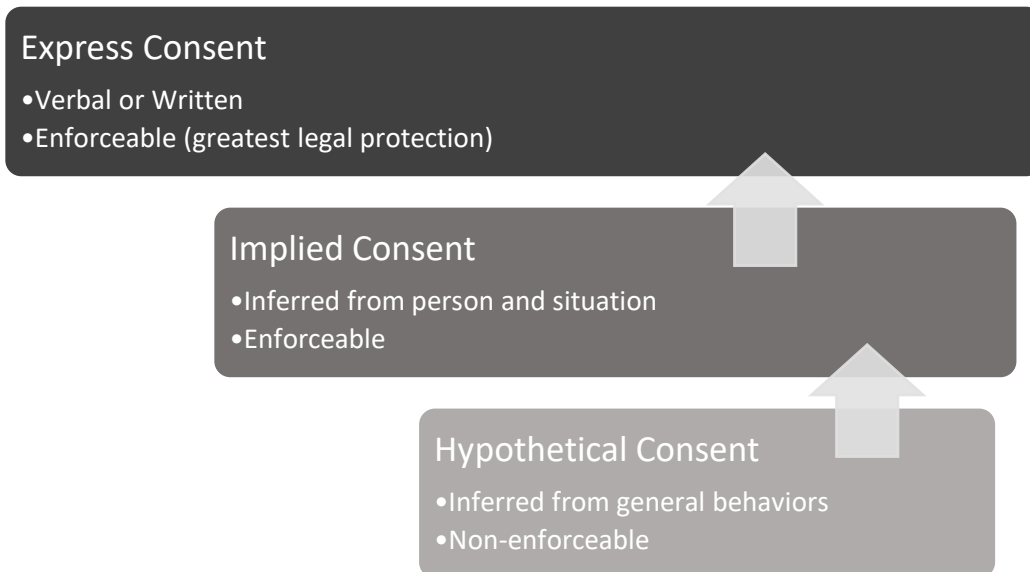 Express Consent
•Verbal or Written
•Enforceable (greatest legal protection)
Implied Consent
•Inferred from person and situation
•Enforceable
Hypothetical Consent
•Inferred from general behaviors
•Non-enforceable